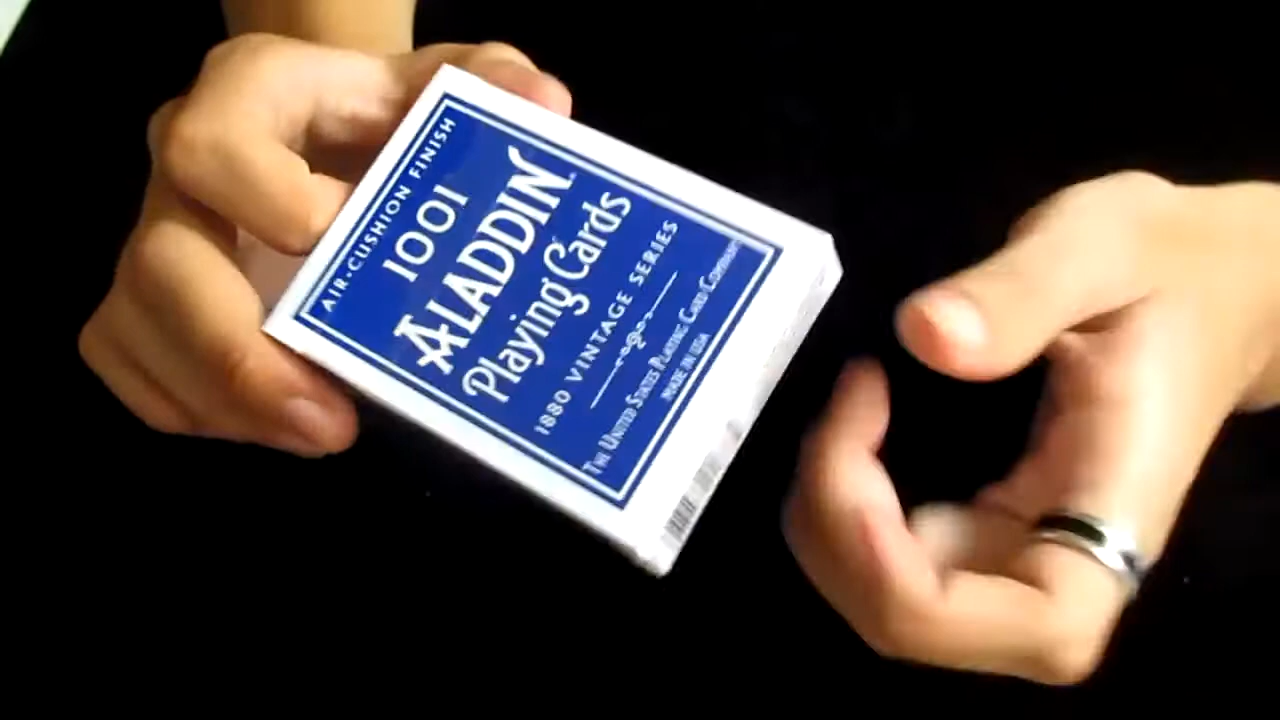 AIR-CUSHION FINISH
1001
ALADDIN
Playing Cards
1880 VINTAGE SERIES
THE UNITED STATES PLAYING CARD COMPANY
MADE IN USA